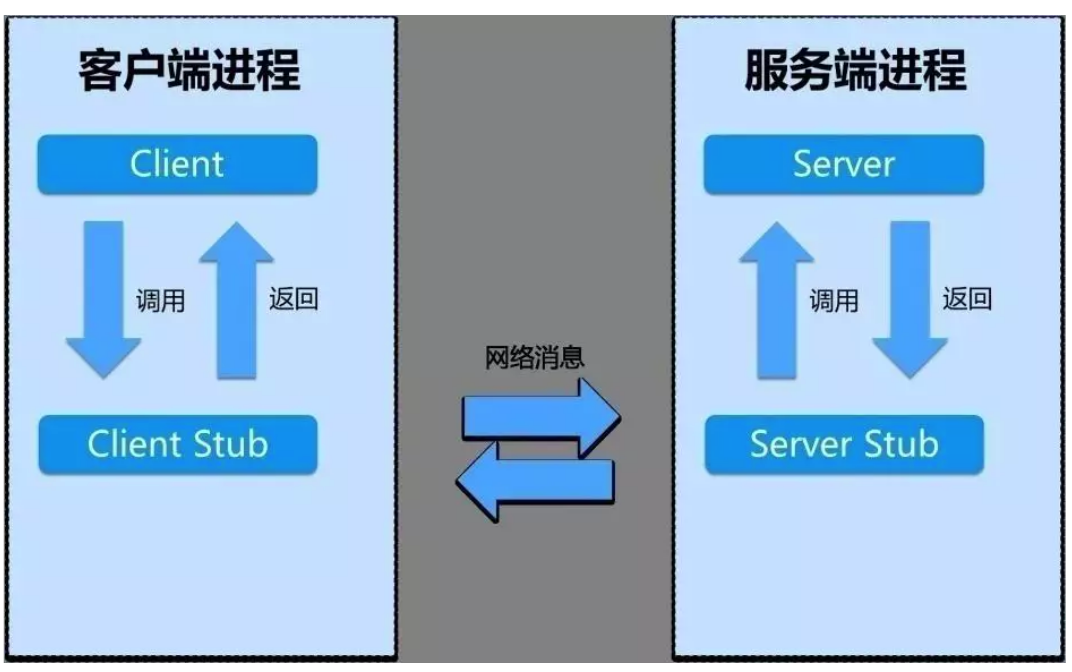 客户端进程
Client
调用
返回
Client Stub
网络消息
服务端进程
Server
调用
返回
Server Stub